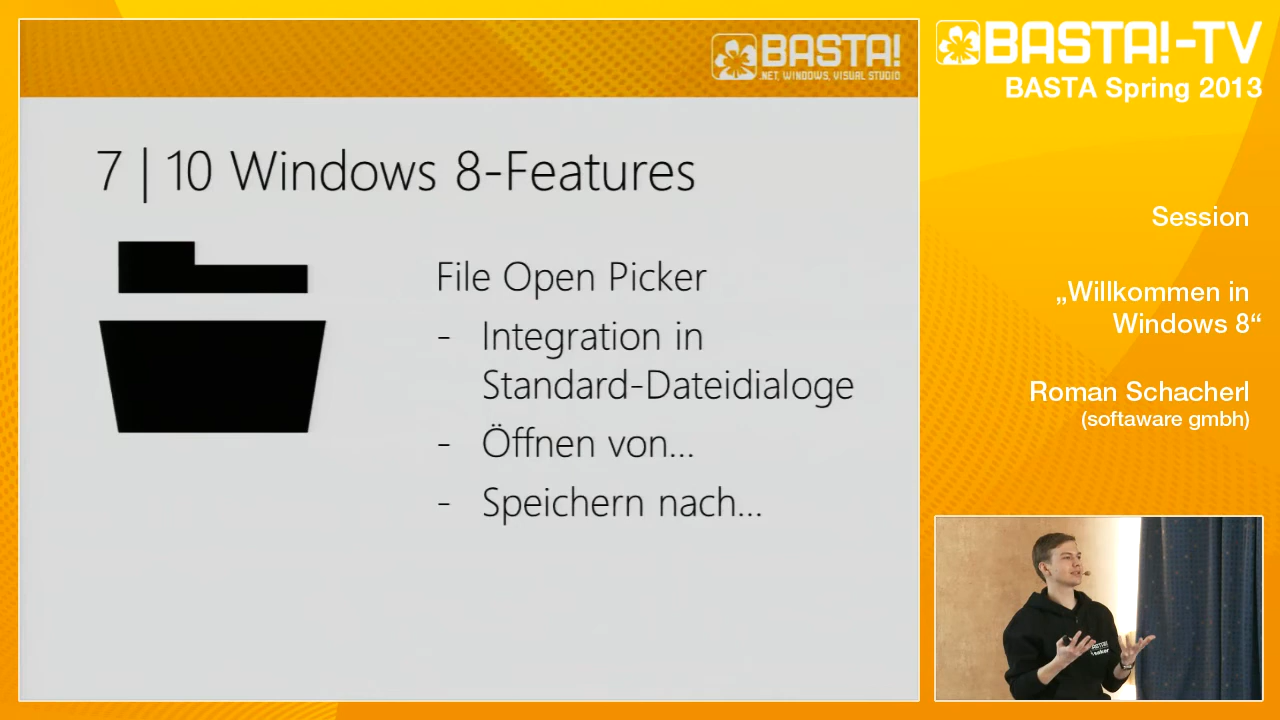 BASTA!
.NET, WINDOWS, VISUAL STUDIO
7 | 10 Windows 8-Features
File Open Picker
- Integration in
Standard-Dateidialoge
- Öffnen von...
- Speichern nach...
BASTA!-TV
BASTA Spring 2013
Session
„Willkommen in
Windows 8“
Roman Schacherl
(softaware gmbh)